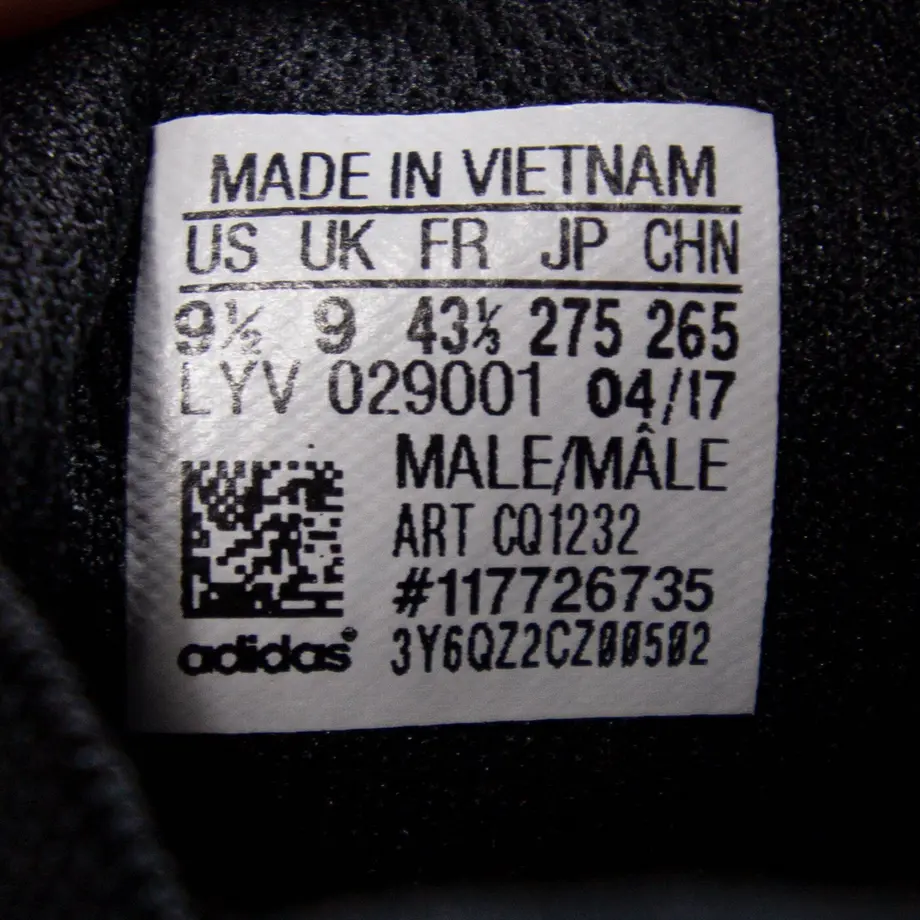 MADE IN VIETNAM
US UK FR JP CHN
9½ 9 43⅓ 275 265
LYV 029001 04/17
MALE/MÂLE
ART CQ1232
#117726735
adidas® 3Y6QZ2CZ00502